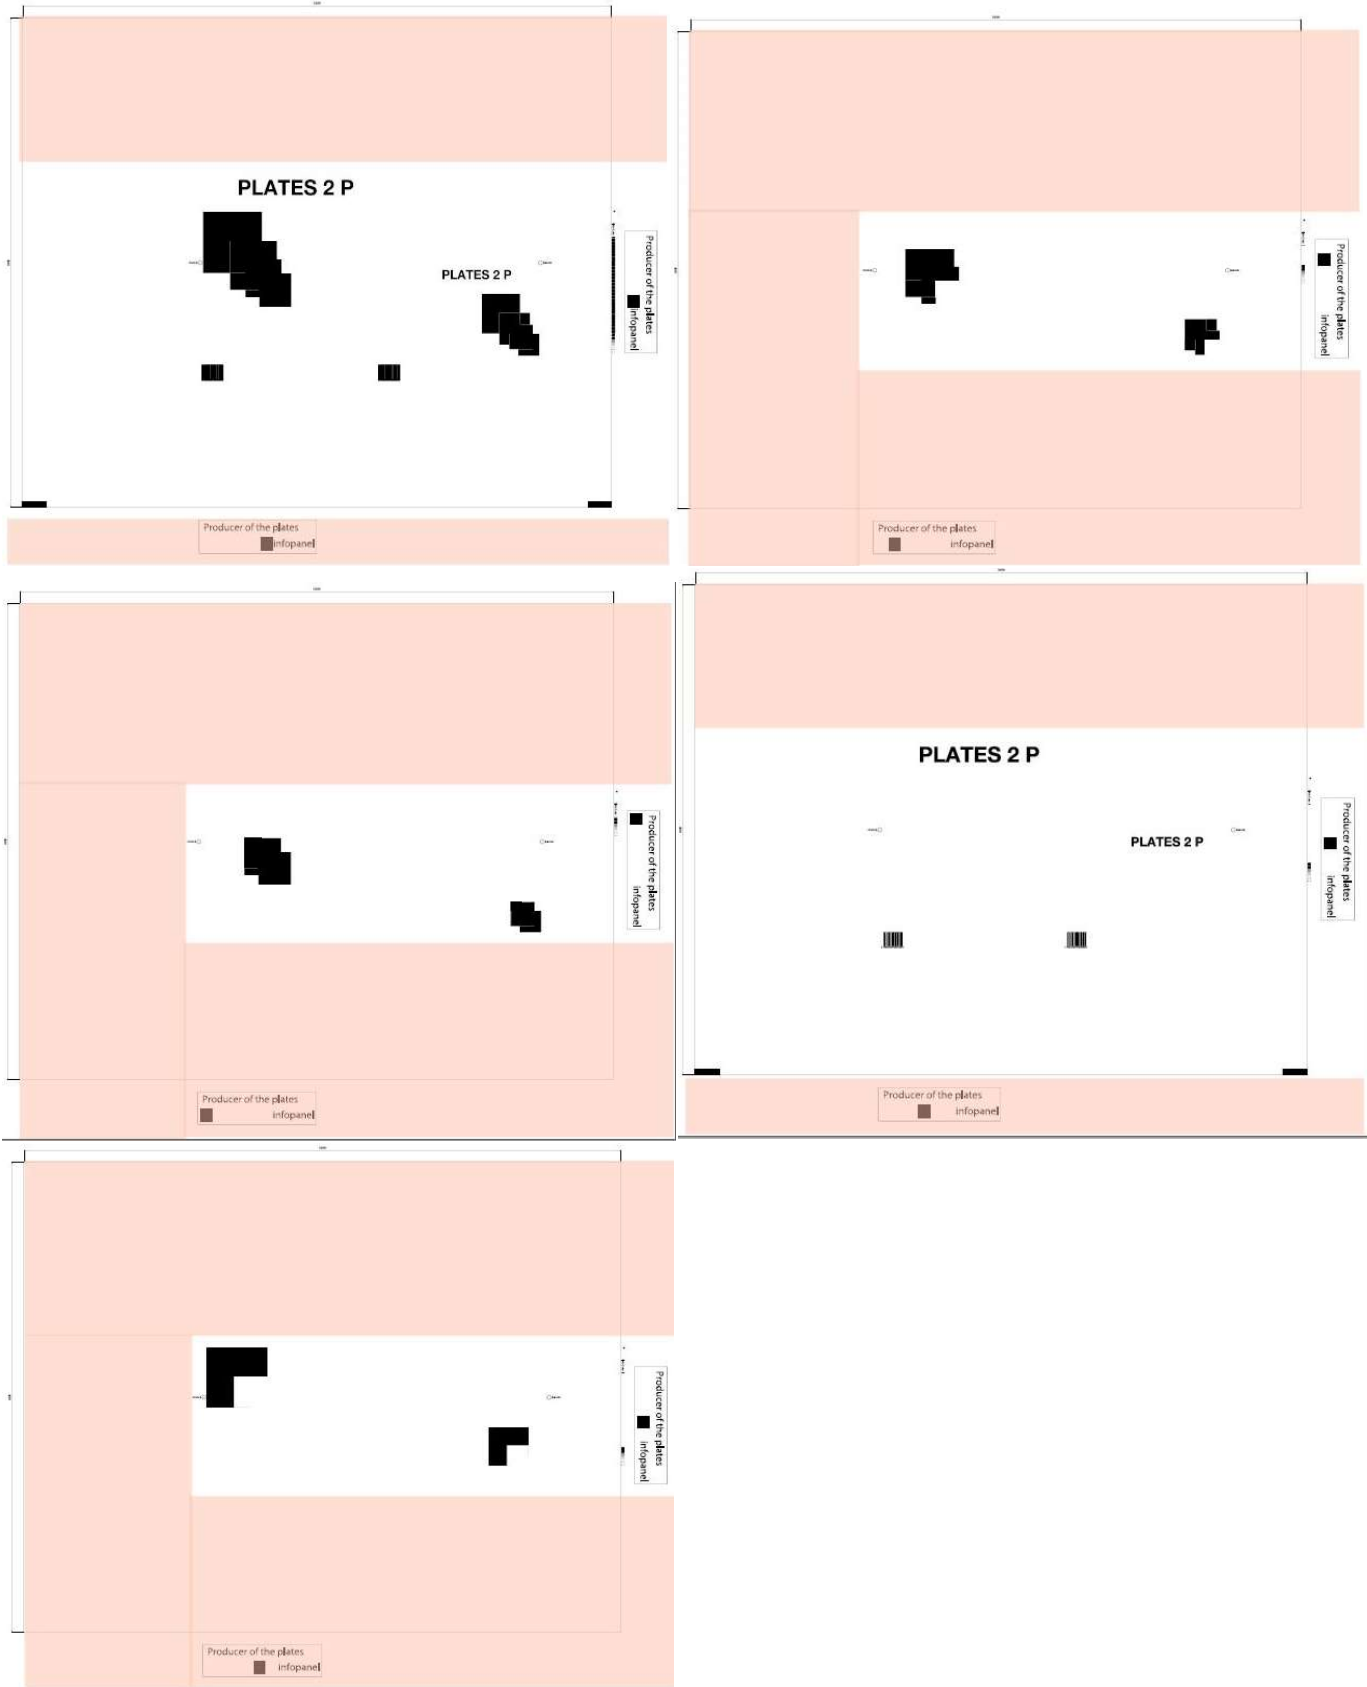 PLATES 2 P
PLATES 2 P
Producer of the plates
infopanel
Producer of the plates
infopanel
Producer of the plates
infopanel
Producer of the plates
infopanel
Producer of the plates
infopanel
Producer of the plates
infopanel
PLATES 2 P
PLATES 2 P
Producer of the plates
infopanel
Producer of the plates
infopanel
Producer of the plates
infopanel
Producer of the plates
infopanel